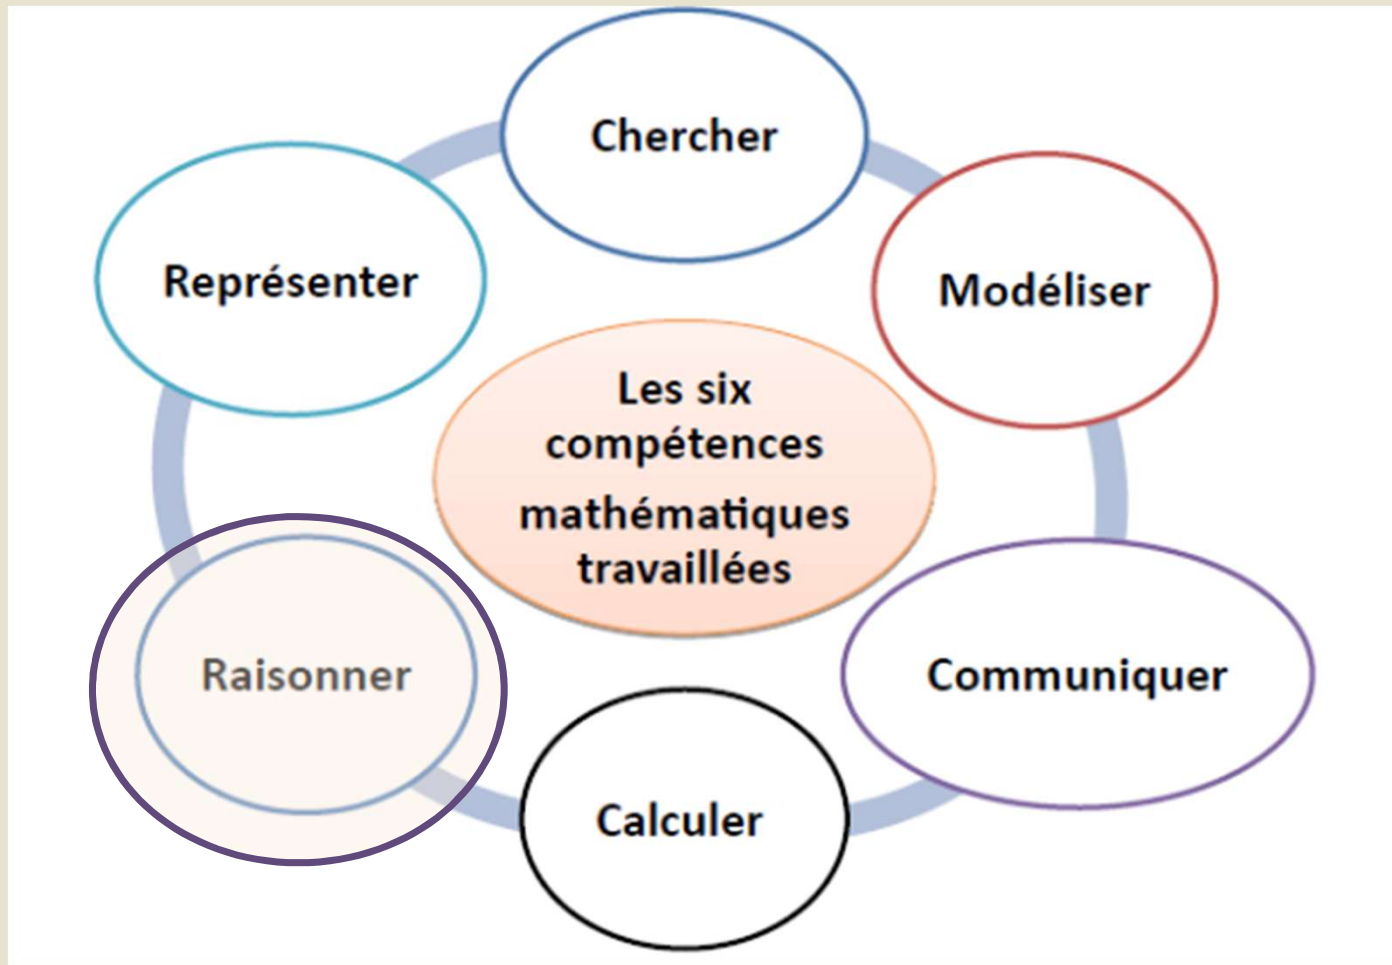 Chercher
Modéliser
Représenter
Les six
compétences
mathématiques
travaillées
Communiquer
Raisonner
Calculer